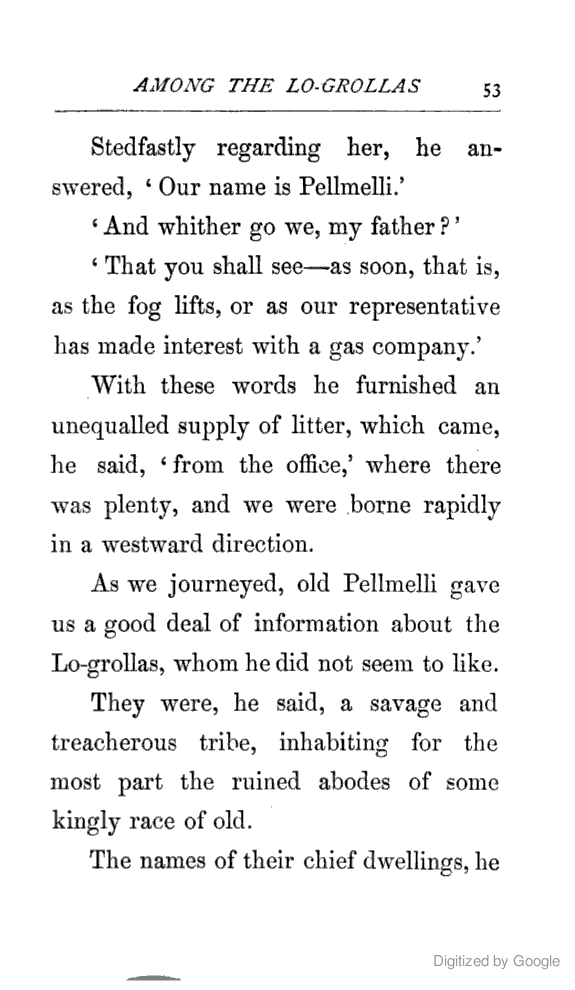 AMONG THE LO-GROLLAS 53
Stedfastly regarding her, he an-
swered, ‘ Our name is Pellmelli.’
‘ And whither go we, my father ? ’
‘ That you shall see—as soon, that is,
as the fog lifts, or as our representative
has made interest with a gas company.’
With these words he furnished an
unequalled supply of litter, which came,
he said, ‘ from the office,’ where there
was plenty, and we were borne rapidly
in a westward direction.
As we journeyed, old Pellmelli gave
us a good deal of information about the
Lo-grollas, whom he did not seem to like.
They were, he said, a savage and
treacherous tribe, inhabiting for the
most part the ruined abodes of some
kingly race of old.
The names of their chief dwellings, he
Digitized by Google